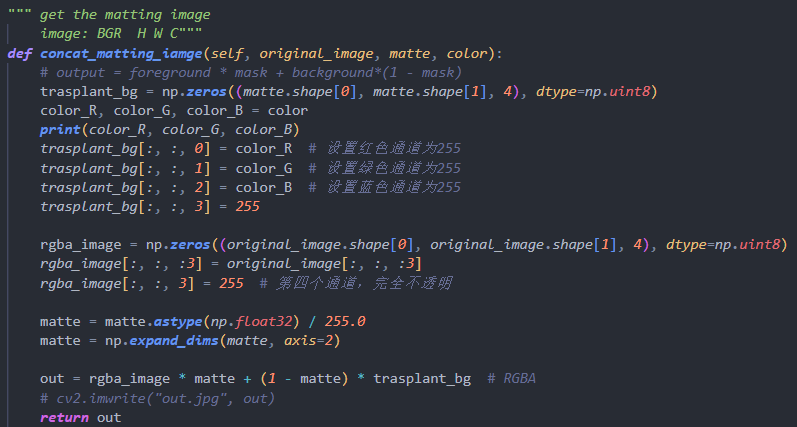 """ get the matting image
    image: BGR  H W C"""
def concat_matting_iamge(self, original_image, matte, color):
    # output = foreground * mask + background*(1 - mask)
    trasplant_bg = np.zeros((matte.shape[0], matte.shape[1], 4), dtype=np.uint8)
    color_R, color_G, color_B = color
    print(color_R, color_G, color_B)
    trasplant_bg[:, :, 0] = color_R  # 设置红色通道为255
    trasplant_bg[:, :, 1] = color_G  # 设置绿色通道为255
    trasplant_bg[:, :, 2] = color_B  # 设置蓝色通道为255
    trasplant_bg[:, :, 3] = 255

    rgba_image = np.zeros((original_image.shape[0], original_image.shape[1], 4), dtype=np.uint8)
    rgba_image[:, :, :3] = original_image[:, :, :3]
    rgba_image[:, :, 3] = 255  # 第四个通道，完全不透明

    matte = matte.astype(np.float32) / 255.0
    matte = np.expand_dims(matte, axis=2)

    out = rgba_image * matte + (1 - matte) * trasplant_bg  # RGBA
    # cv2.imwrite("out.jpg", out)
    return out